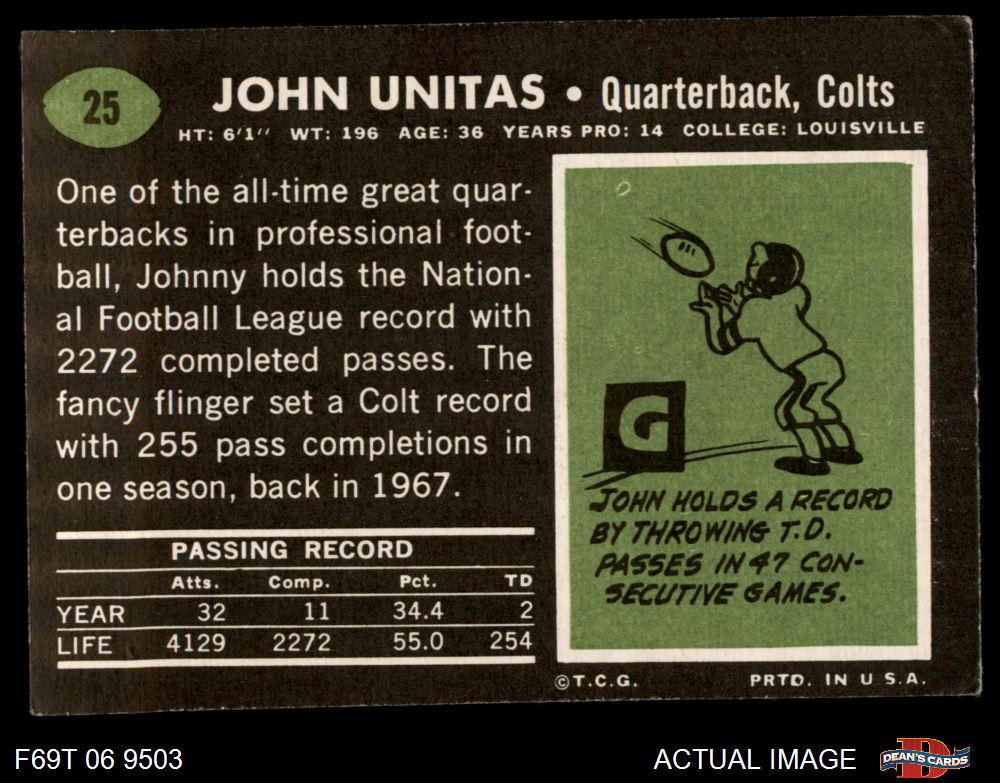 25
JOHN UNITAS • Quarterback, Colts
HT: 6'1" WT: 196 AGE: 36 YEARS PRO: 14 COLLEGE: LOUISVILLE
One of the all-time great quar-
terbacks in professional foot-
ball, Johnny holds the Nation-
al Football League record with
2272 completed passes. The
fancy flinger set a Colt record
with 255 pass completions in
one season, back in 1967.
PASSING RECORD
Atts. Comp. Pct. TD
YEAR 32 11 34.4 2
LIFE 4129 2272 55.0 254
G
JOHN HOLDS A RECORD
BY THROWING T.D.
PASSES IN 47 CON-
SECUTIVE GAMES.
©T.C.G. PRTD. IN U S.A.
F69T 06 9503
ACTUAL IMAGE
D
DEAN'S CARDS